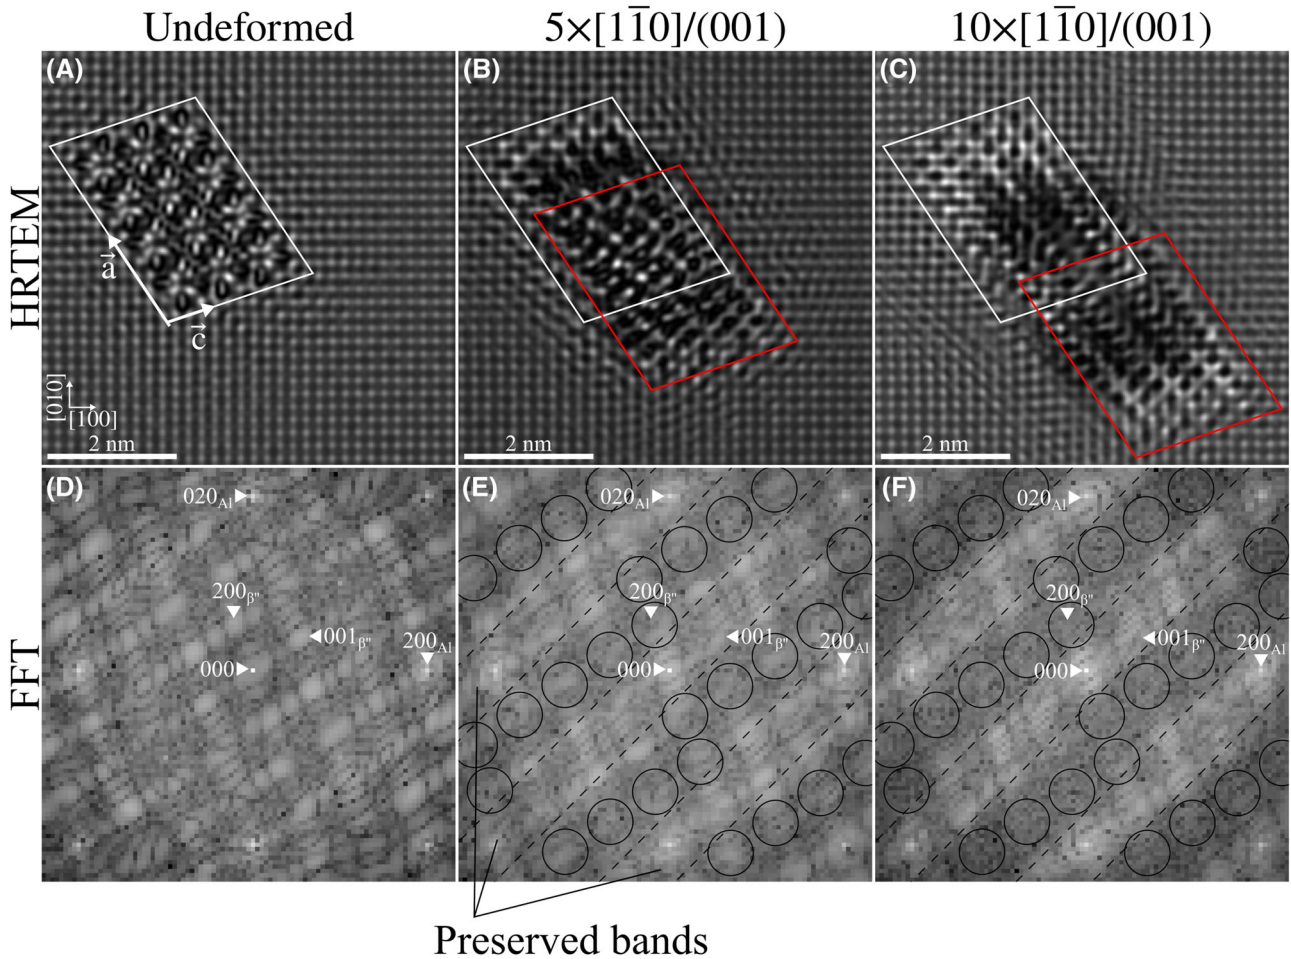 Undeformed 5×[11̅0]/(001) 10×[11̅0]/(001)
HRTEM
(A) (B) (C)
a⃗
c⃗
[010]
[100]
2 nm 2 nm 2 nm
FFT
(D) (E) (F)
020Al 020Al 020Al
200β" 200β" 200β"
001β" 001β" 001β"
200Al 200Al 200Al
000 000 000
Preserved bands